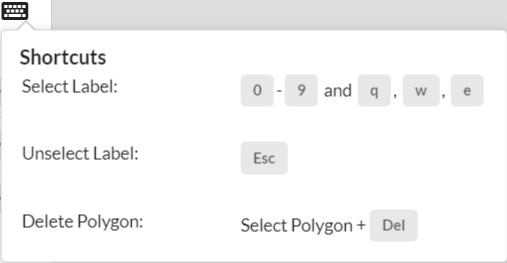 Shortcuts
Select Label: 0 - 9 and q , w , e
Unselect Label: Esc
Delete Polygon: Select Polygon + Del